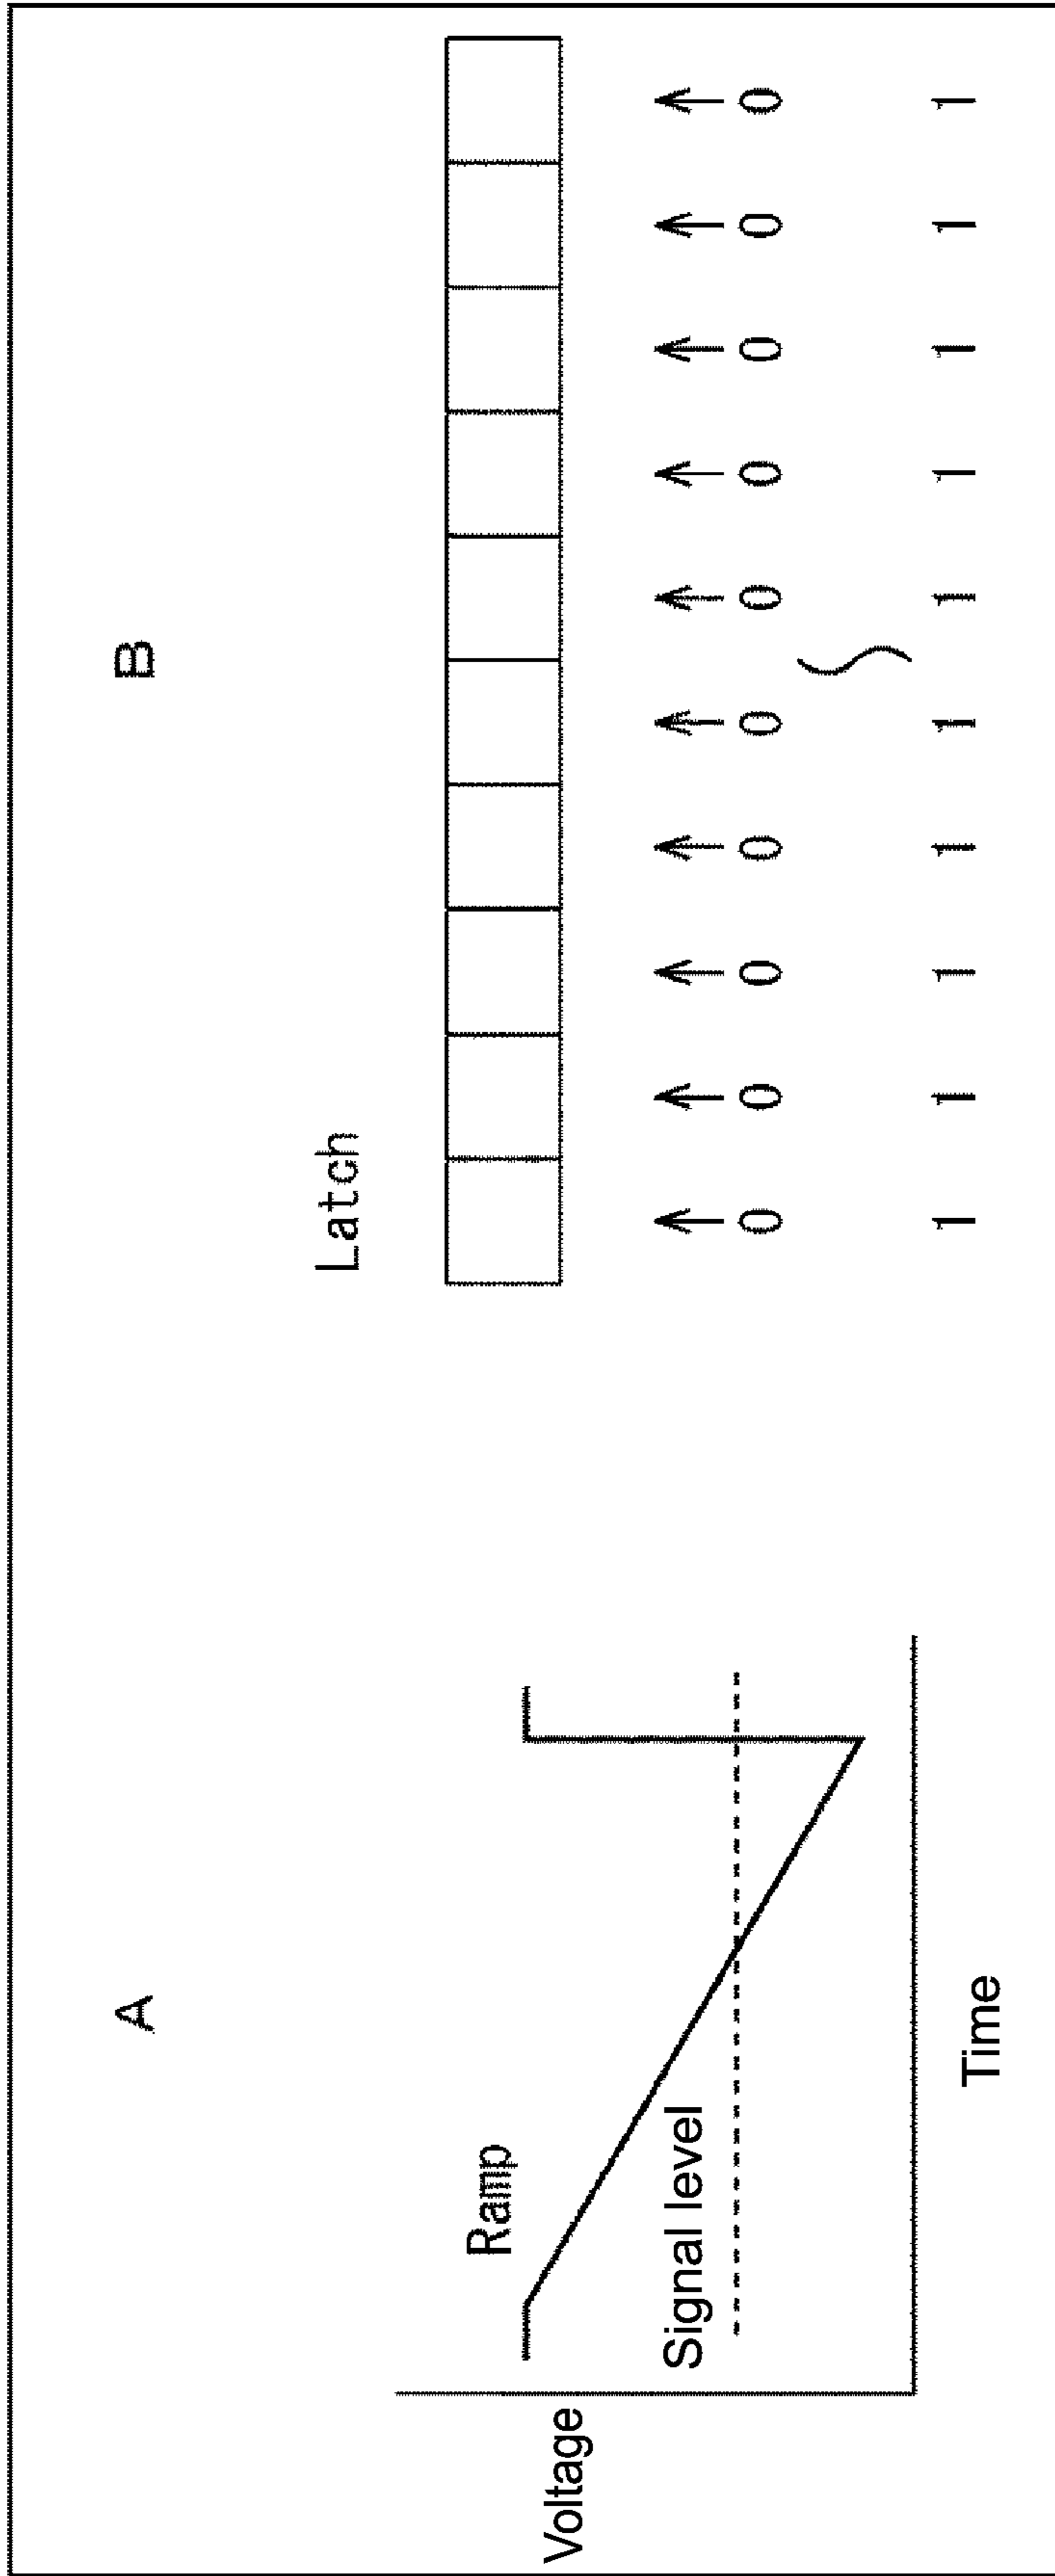 A
Voltage
Ramp
Signal level
Time
B
Latch
0 0 0 0 0 0 0 0 0 0
1 1 1 1 1 1 1 1 1 1